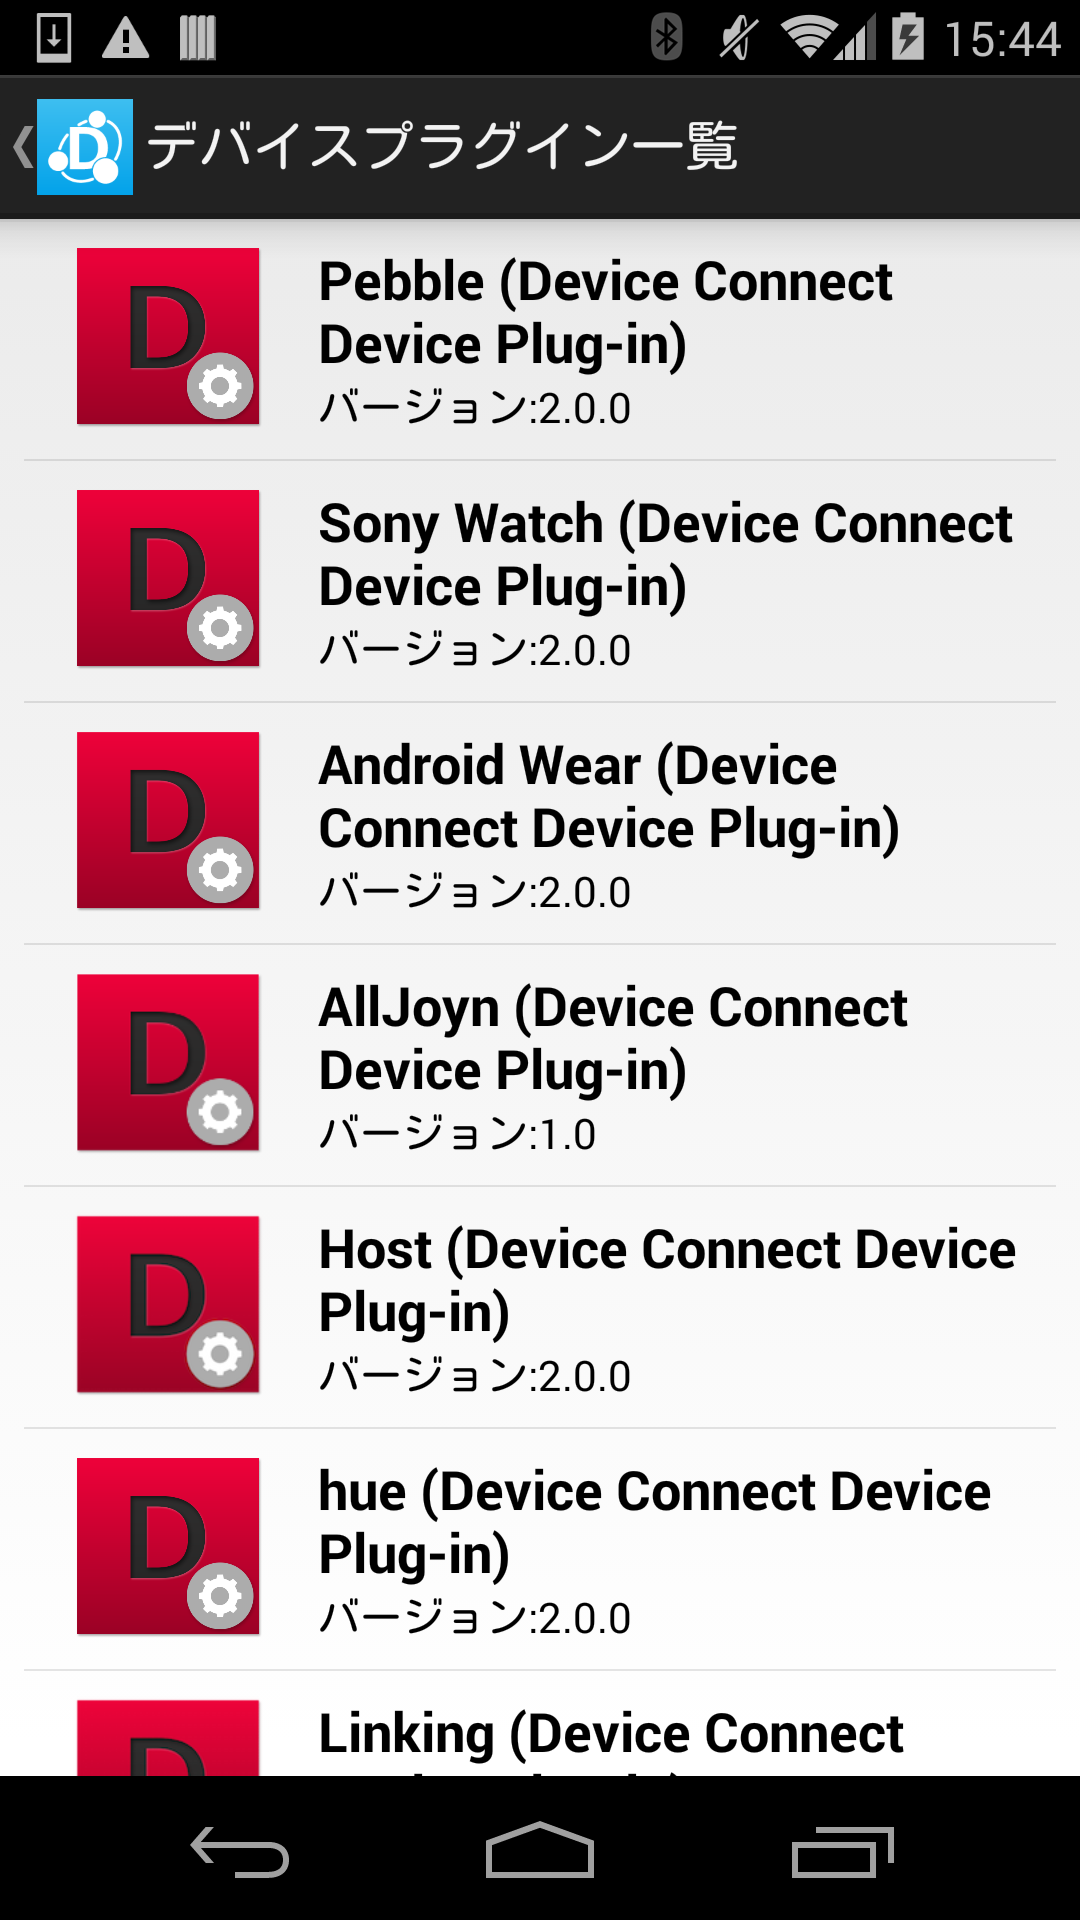 15:44
デバイスプラグイン一覧
Pebble (Device Connect
Device Plug-in)
バージョン:2.0.0
Sony Watch (Device Connect
Device Plug-in)
バージョン:2.0.0
Android Wear (Device
Connect Device Plug-in)
バージョン:2.0.0
AllJoyn (Device Connect
Device Plug-in)
バージョン:1.0
Host (Device Connect Device
Plug-in)
バージョン:2.0.0
hue (Device Connect Device
Plug-in)
バージョン:2.0.0
Linking (Device Connect